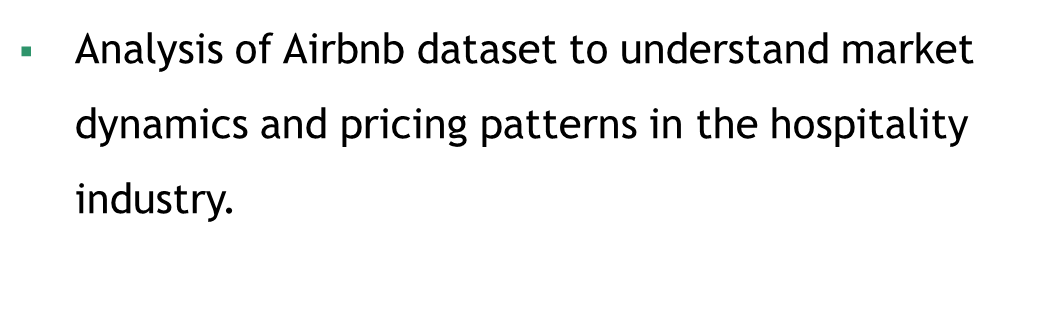 ▪ Analysis of Airbnb dataset to understand market
dynamics and pricing patterns in the hospitality
industry.